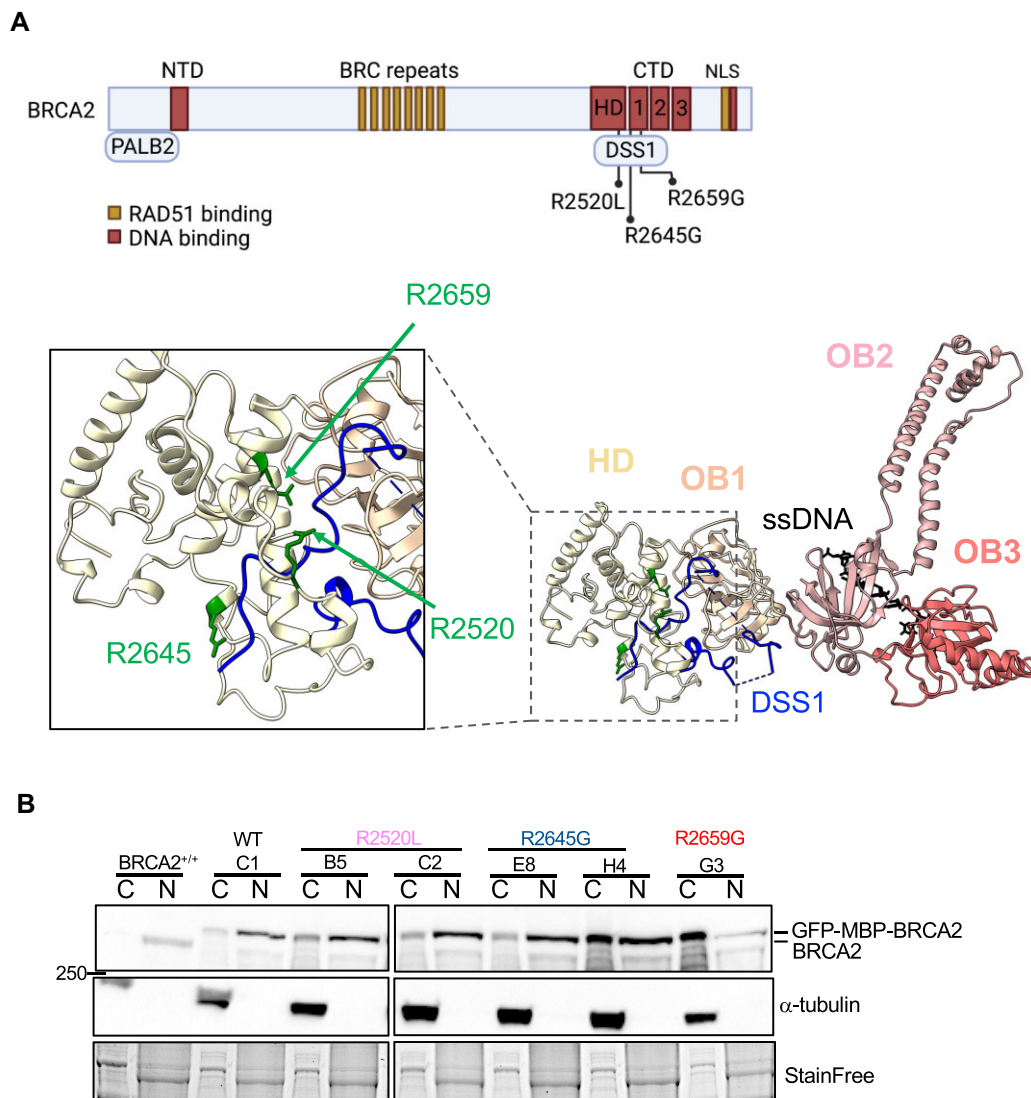 A
NTD BRC repeats CTD NLS
BRCA2 HD 1 2 3
PALB2 DSS1
R2520L R2659G
R2645G
RAD51 binding
DNA binding
R2659
OB2
HD OB1
ssDNA
OB3
R2520
R2645
DSS1
B
WT R2520L R2645G R2659G
BRCA2+/+ C1 B5 C2 E8 H4 G3
C N C N C N C N C N C N C N
GFP-MBP-BRCA2
BRCA2
250
α-tubulin
StainFree